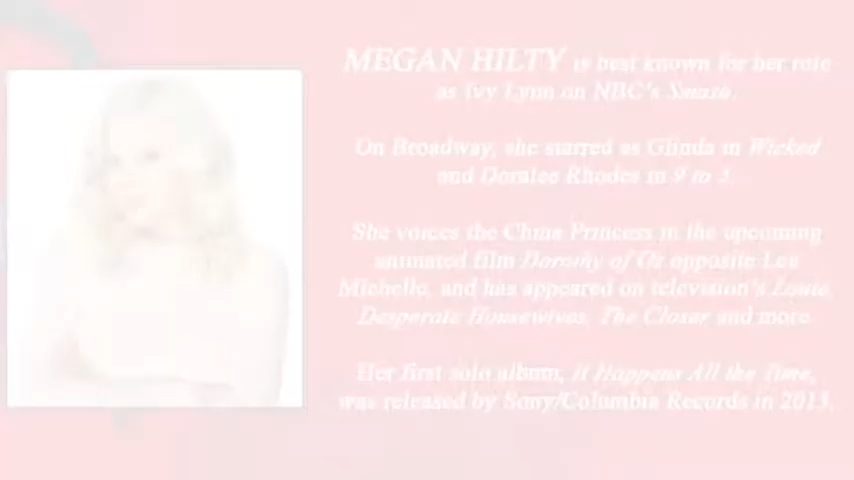 MEGAN HILTY is best known for her role
as Ivy Lynn on NBC's Smash.
On Broadway, she starred as Glinda in Wicked
and Doralee Rhodes in 9 to 5.
She voices the China Princess in the upcoming
animated film Dorothy of Oz opposite Lea
Michelle, and has appeared on television's Louie,
Desperate Housewives, The Closer and more.
Her first solo album, It Happens All the Time,
was released by Sony/Columbia Records in 2013.